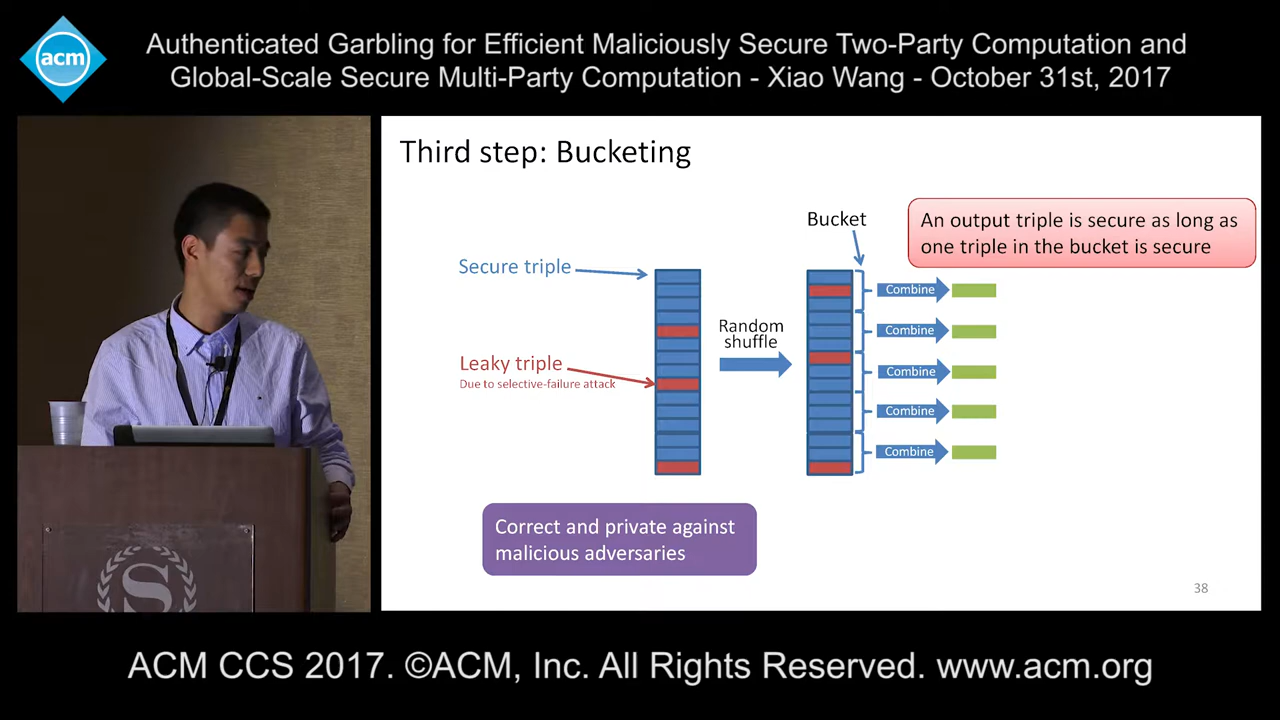 acm
Authenticated Garbling for Efficient Maliciously Secure Two-Party Computation and
Global-Scale Secure Multi-Party Computation - Xiao Wang - October 31st, 2017
Third step: Bucketing
Bucket
An output triple is secure as long as
one triple in the bucket is secure
Secure triple
Combine
Random
shuffle
Combine
Leaky triple
Due to selective-failure attack
Combine
Combine
Combine
Correct and private against
malicious adversaries
38
S
ACM CCS 2017. ©ACM, Inc. All Rights Reserved. www.acm.org